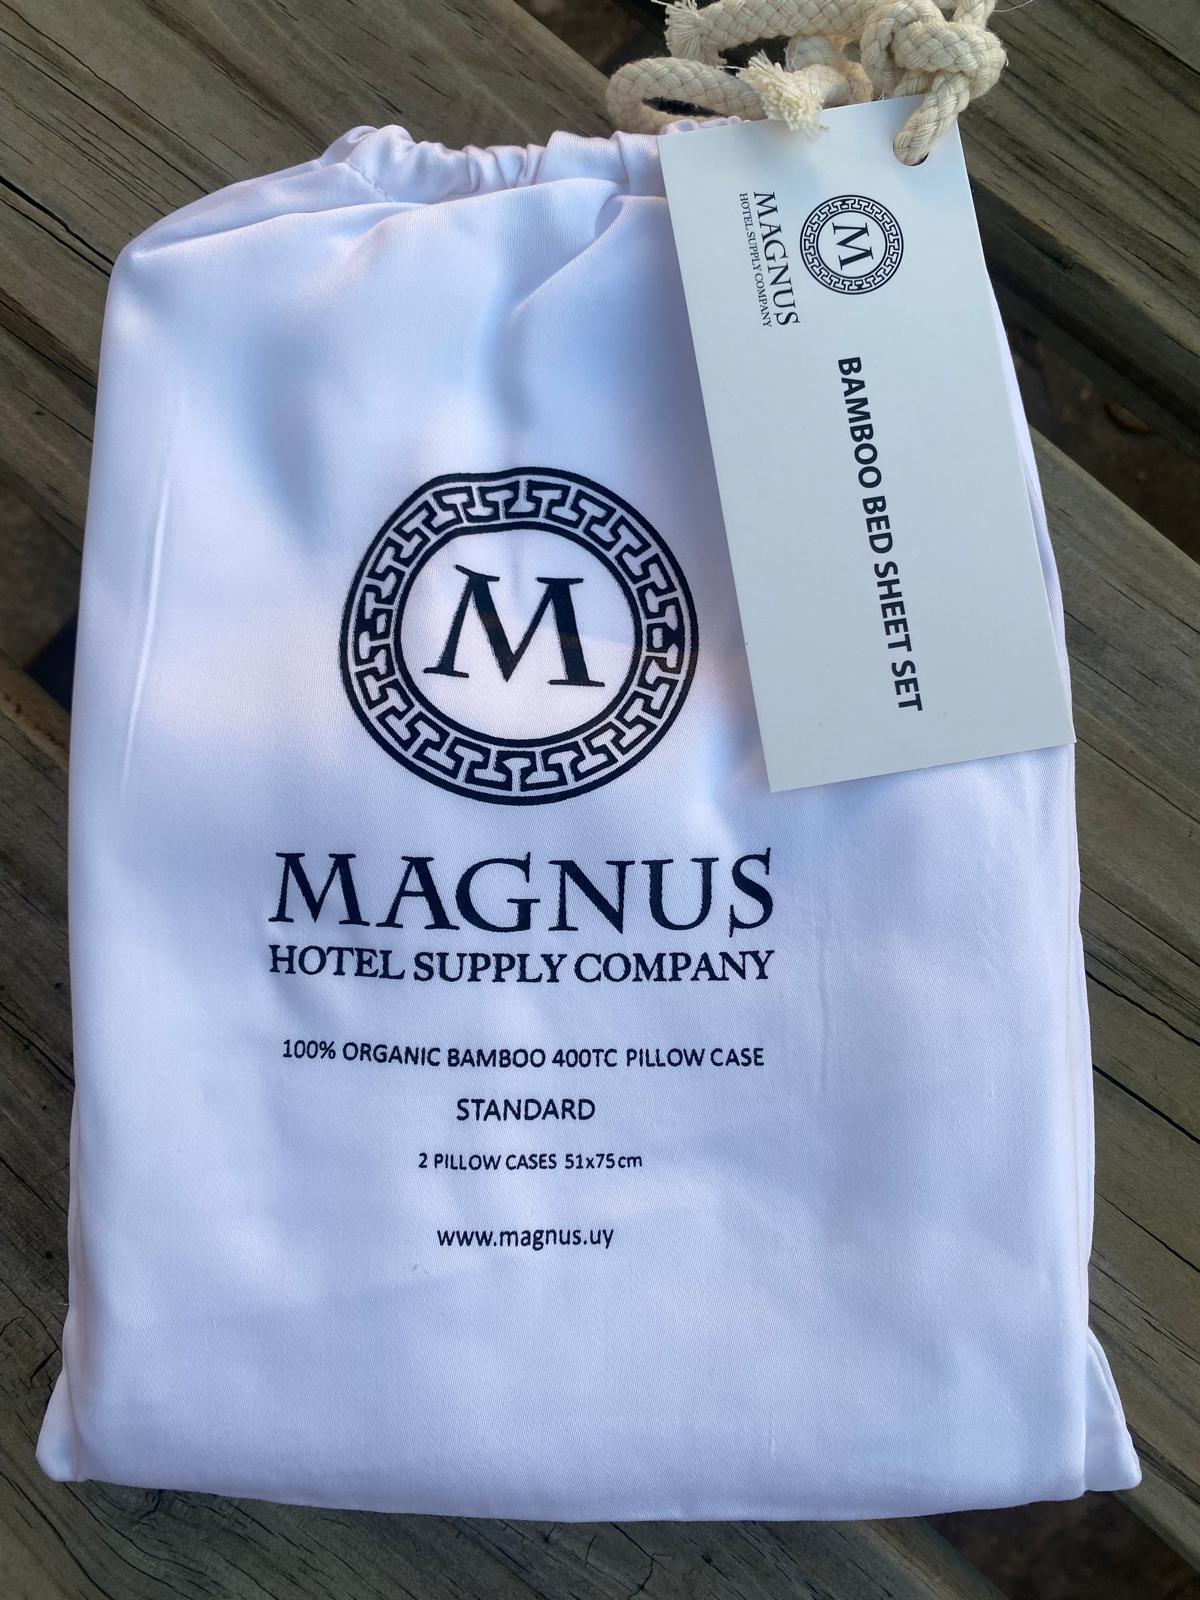 M
MAGNUS
HOTEL SUPPLY COMPANY
BAMBOO BED SHEET SET
M
MAGNUS
HOTEL SUPPLY COMPANY
100% ORGANIC BAMBOO 400TC PILLOW CASE
STANDARD
2 PILLOW CASES 51x75cm
www.magnus.uy